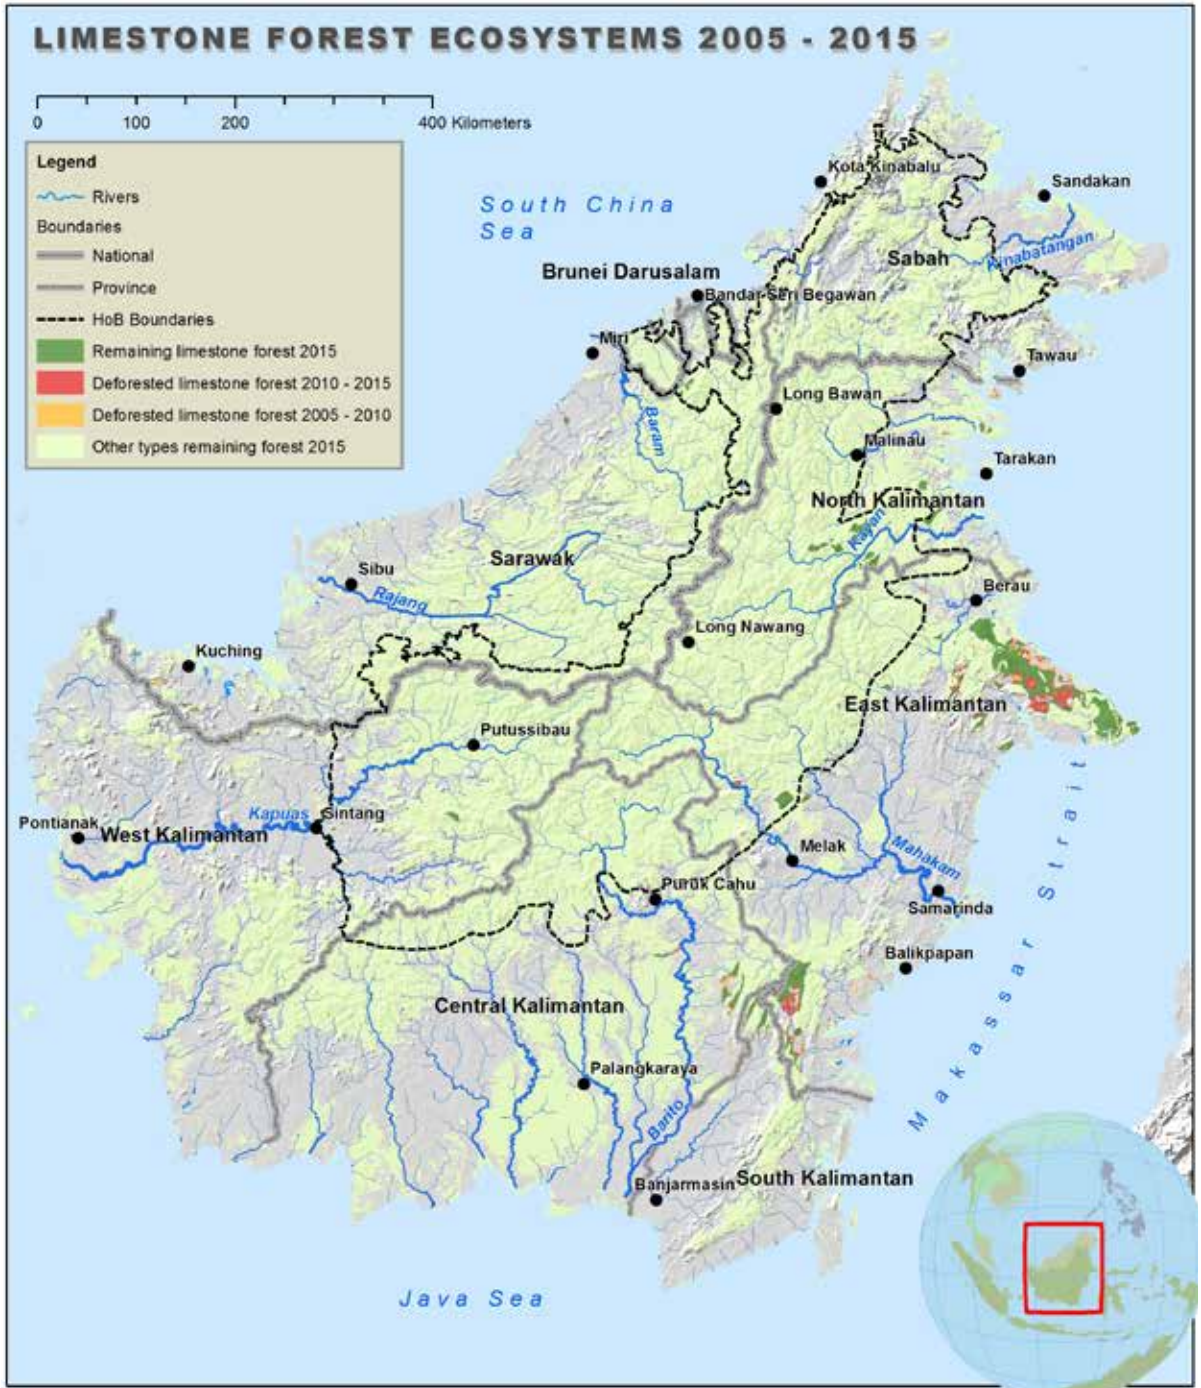 LIMESTONE FOREST ECOSYSTEMS 2005 - 2015
0 100 200 400 Kilometers
Legend
Rivers
Boundaries
National
Province
HoB Boundaries
Remaining limestone forest 2015
Deforested limestone forest 2010 - 2015
Deforested limestone forest 2005 - 2010
Other types remaining forest 2015
South China
Sea
Kota Kinabalu
Sandakan
Kinabatangan
Sabah
Brunei Darusalam
Bandar Seri Begawan
Miri
Tawau
Long Bawan
Baram
Malinau
Tarakan
North Kalimantan
Kayan
Sarawak
Sibu
Rajang
Berau
Long Nawang
Kuching
East Kalimantan
Putussibau
Kapuas
Sintang
Pontianak
West Kalimantan
Melak
Mahakam
Makassar Strait
Puruk Cahu
Samarinda
Balikpapan
Central Kalimantan
Palangkaraya
Barito
Banjarmasin
South Kalimantan
Java Sea